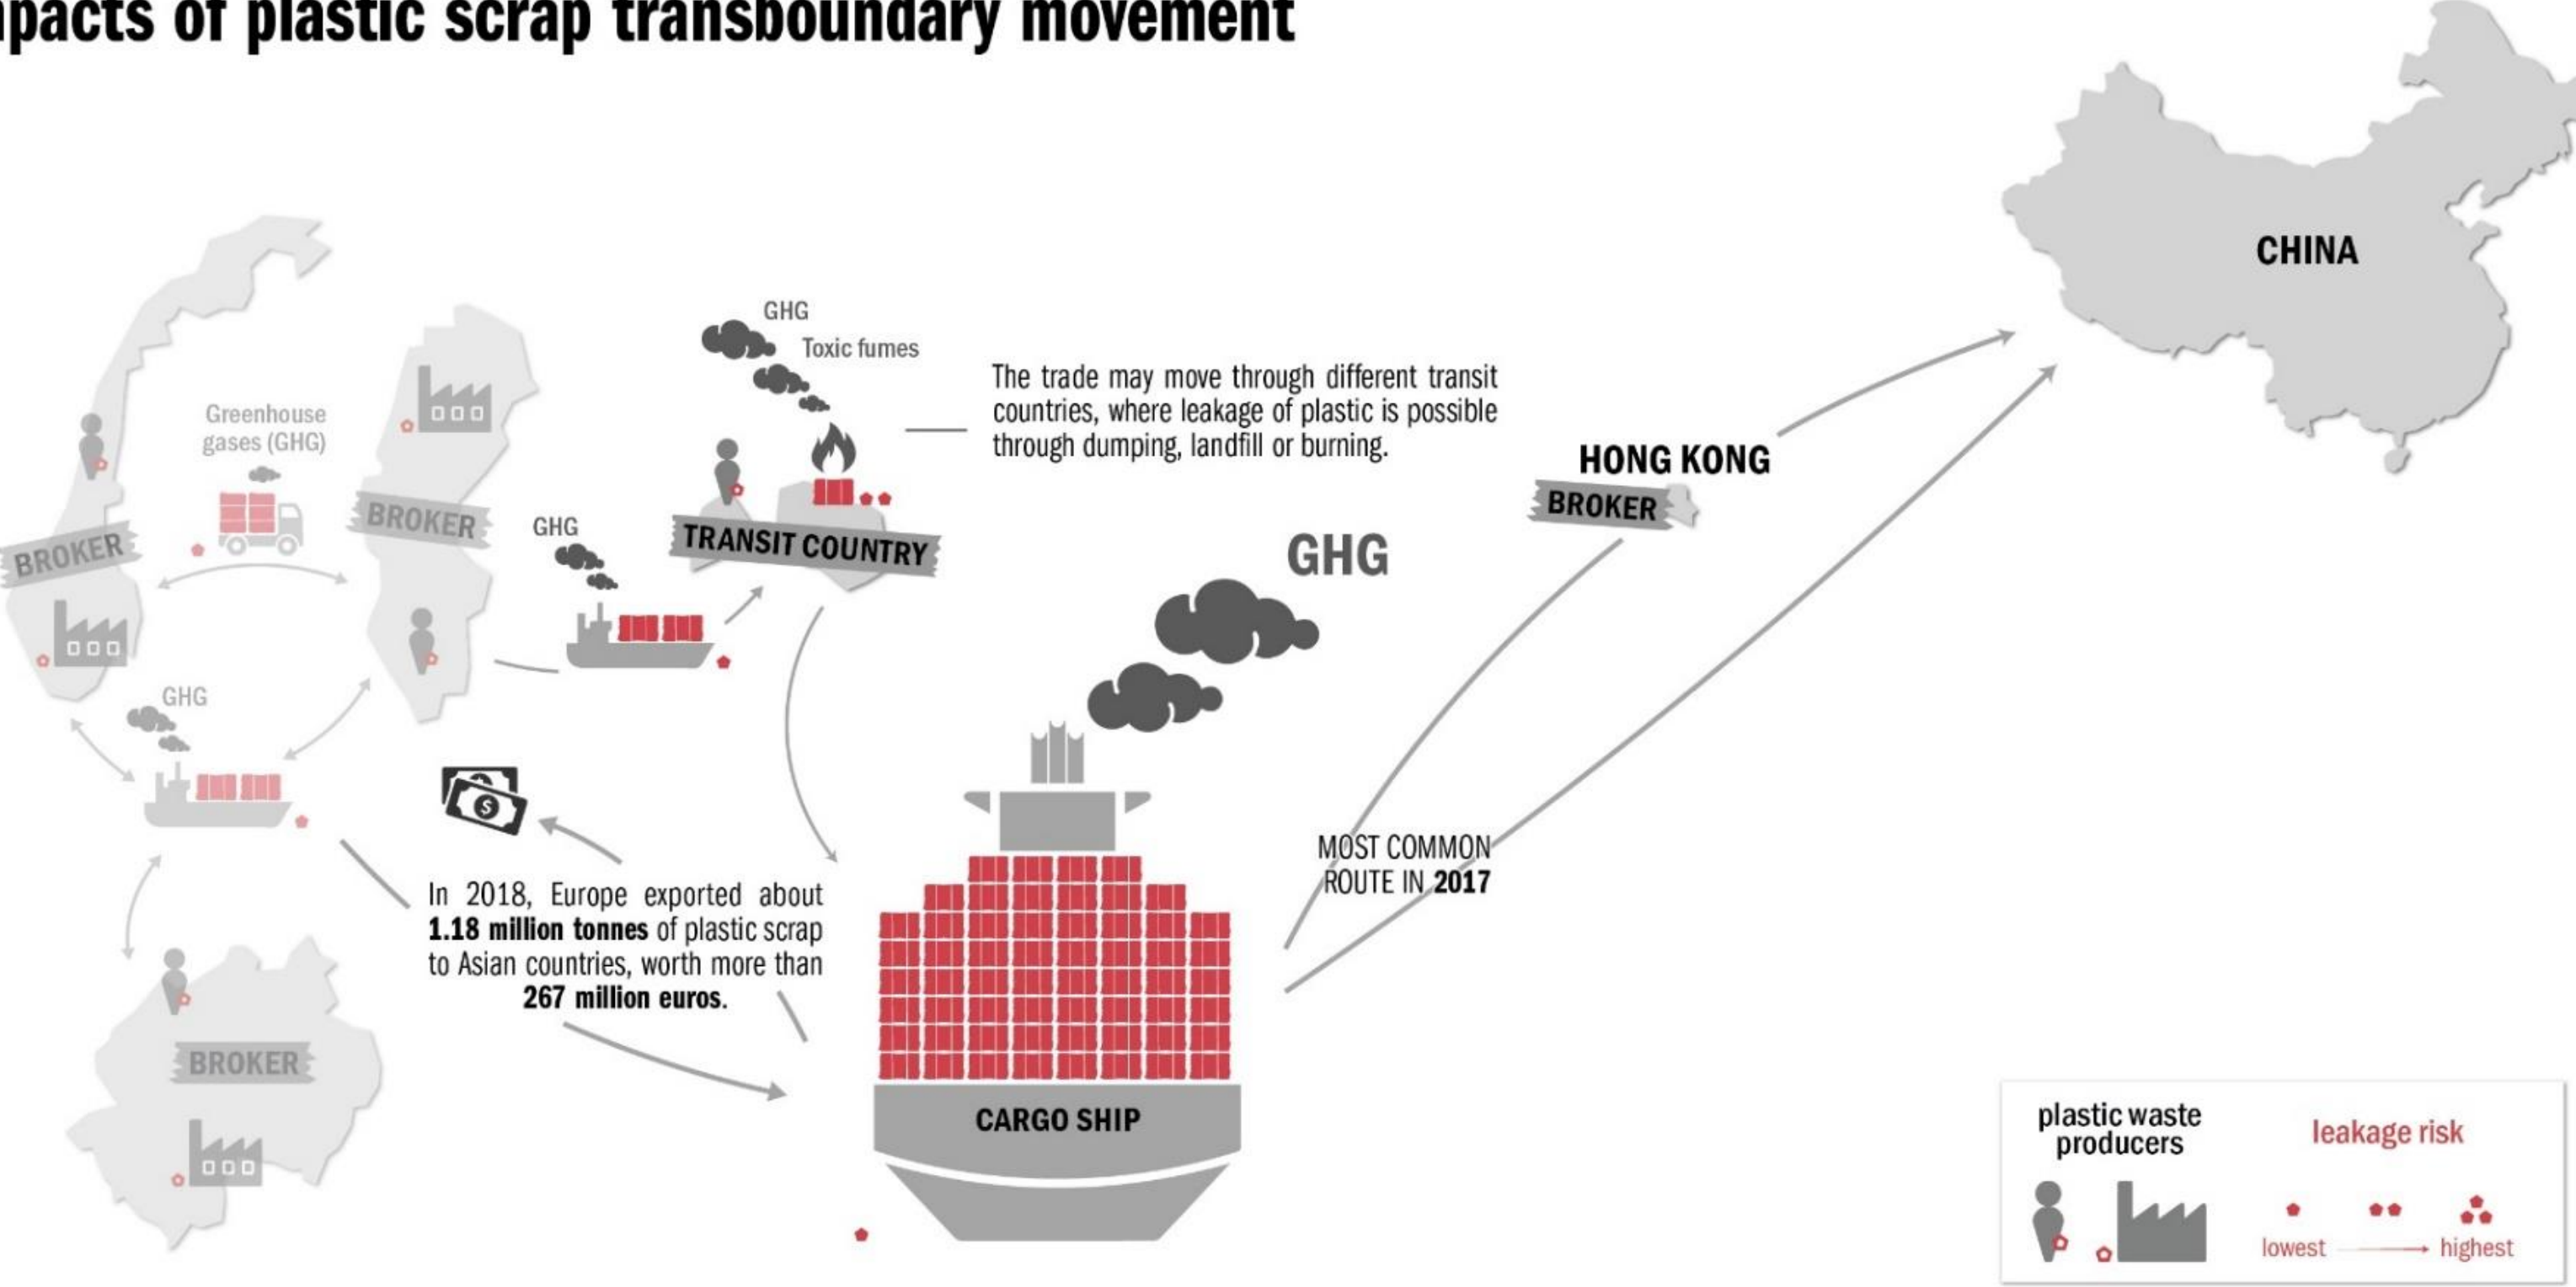 pacts of plastic scrap transboundary movement
CHINA
GHG
Toxic fumes
The trade may move through different transit
countries, where leakage of plastic is possible
through dumping, landfill or burning.
Greenhouse
gases (GHG)
HONG KONG
BROKER
BROKER
BROKER
GHG
TRANSIT COUNTRY
GHG
GHG
MOST COMMON
ROUTE IN 2017
In 2018, Europe exported about
1.18 million tonnes of plastic scrap
to Asian countries, worth more than
267 million euros.
BROKER
CARGO SHIP
plastic waste
producers
leakage risk
lowest
highest